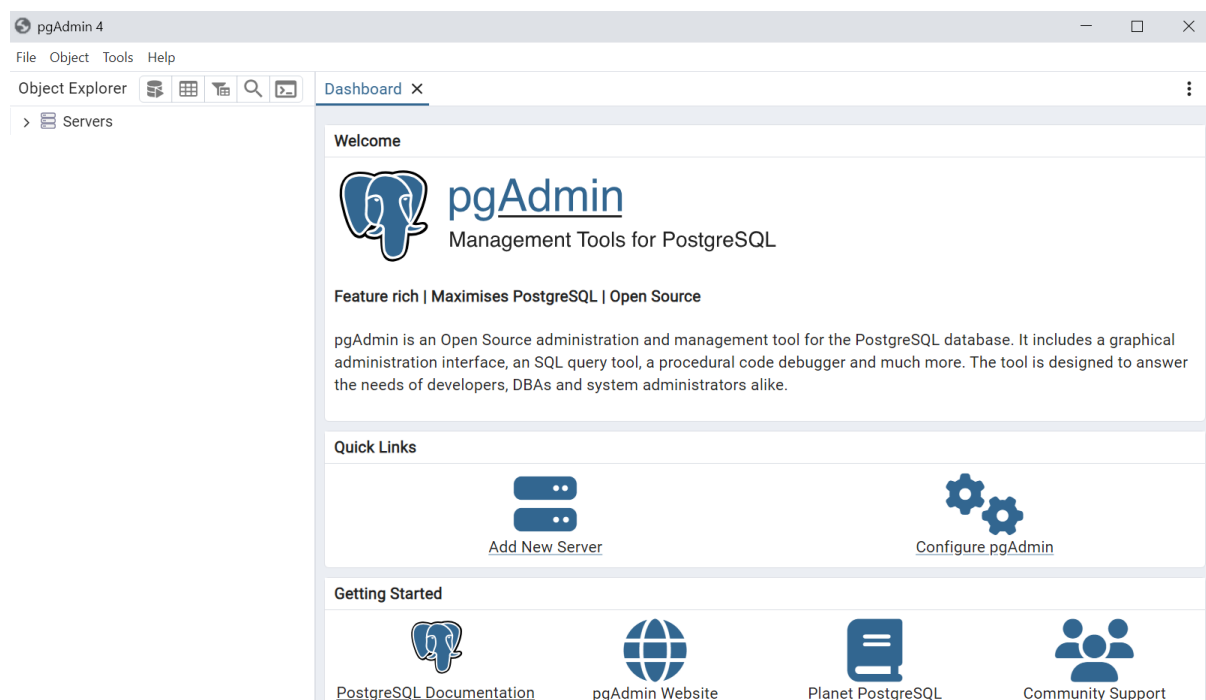 pgAdmin 4
File Object Tools Help
Object Explorer
Dashboard
Servers
Welcome
pgAdmin
Management Tools for PostgreSQL
Feature rich | Maximises PostgreSQL | Open Source
pgAdmin is an Open Source administration and management tool for the PostgreSQL database. It includes a graphical
administration interface, an SQL query tool, a procedural code debugger and much more. The tool is designed to answer
the needs of developers, DBAs and system administrators alike.
Quick Links
Add New Server
Configure pgAdmin
Getting Started
PostgreSQL Documentation
pgAdmin Website
Planet PostgreSQL
Community Support